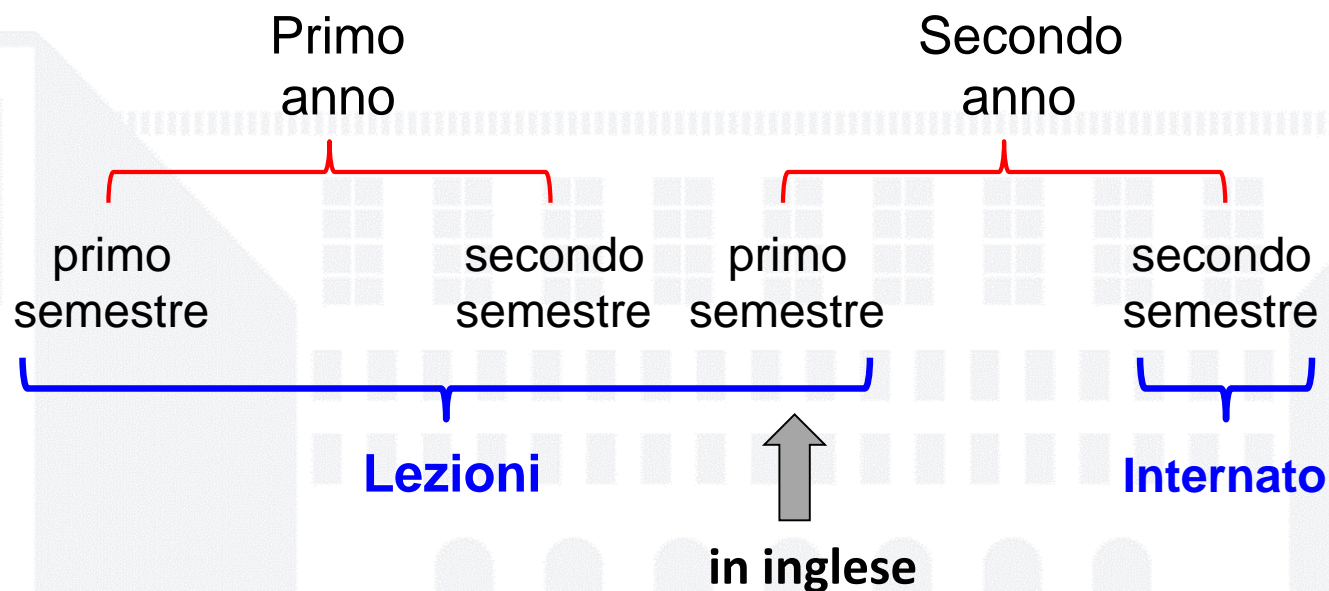 Primo
anno
Secondo
anno
primo
semestre
secondo
semestre
primo
semestre
secondo
semestre
Lezioni
Internato
in inglese